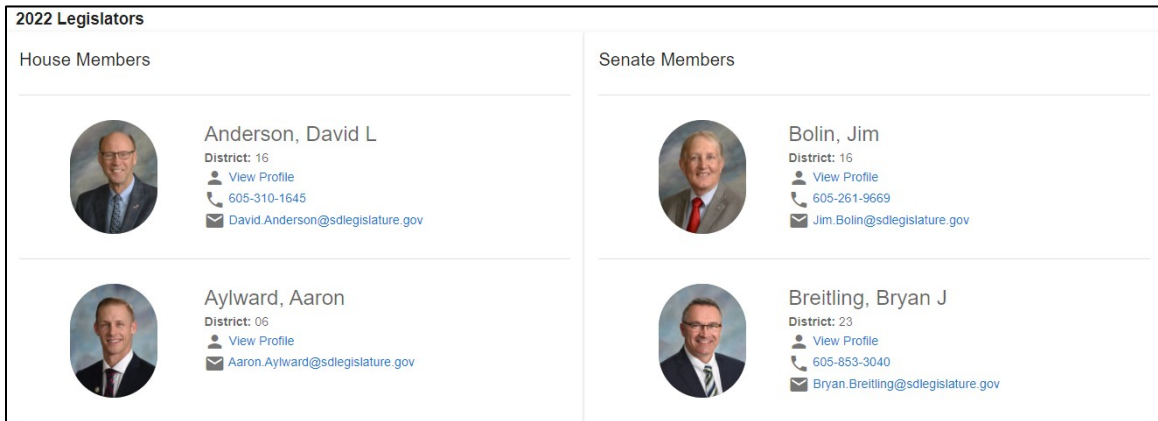 2022 Legislators
House Members
Anderson, David L
District: 16
View Profile
605-310-1645
David.Anderson@sdlegislature.gov
Aylward, Aaron
District: 06
View Profile
Aaron.Aylward@sdlegislature.gov
Senate Members
Bolin, Jim
District: 16
View Profile
605-261-9669
Jim.Bolin@sdlegislature.gov
Breitling, Bryan J
District: 23
View Profile
605-853-3040
Bryan.Breitling@sdlegislature.gov